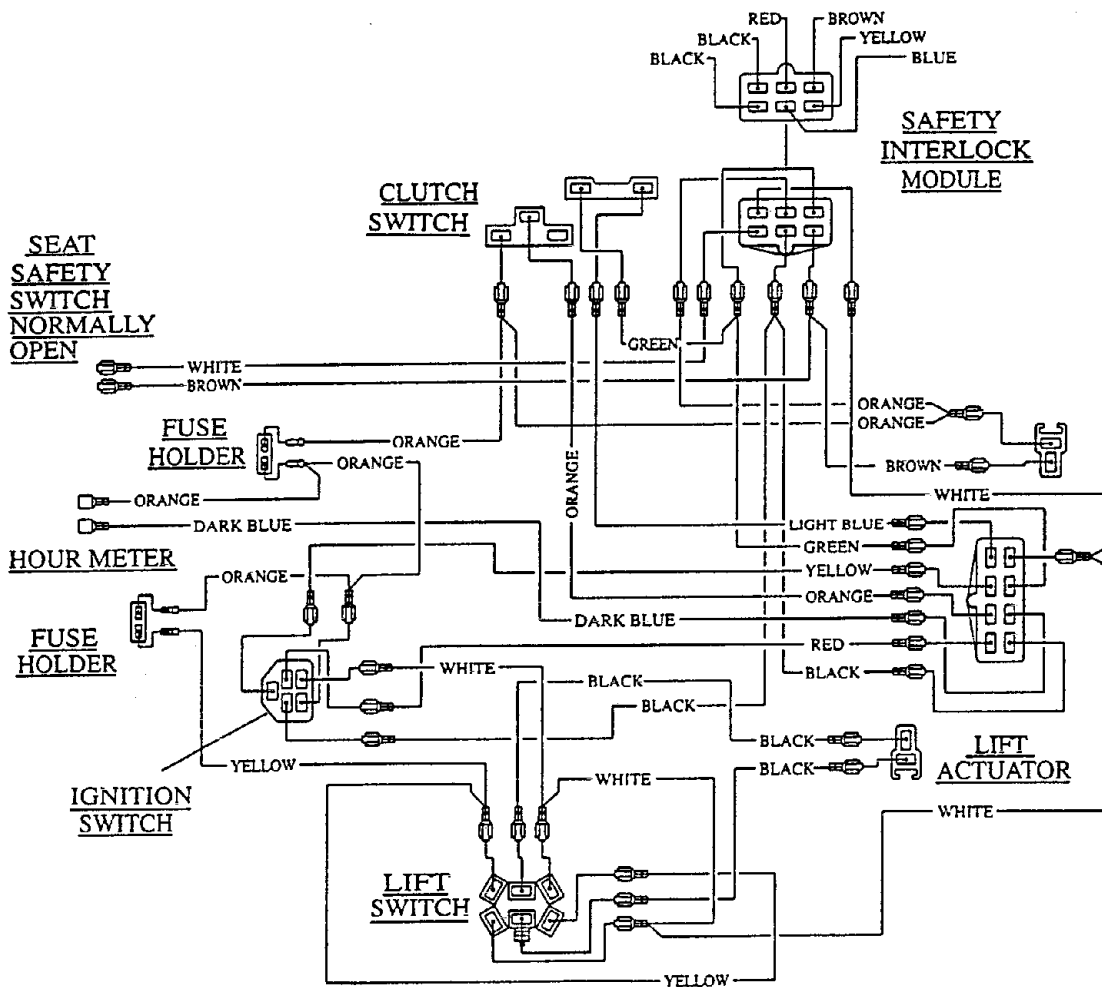 RED
BROWN
BLACK
YELLOW
BLACK
BLUE
SAFETY
INTERLOCK
MODULE
CLUTCH
SWITCH
SEAT
SAFETY
SWITCH
NORMALLY
OPEN
GREEN
WHITE
BROWN
ORANGE
ORANGE
FUSE
HOLDER
ORANGE
ORANGE
ORANGE
BROWN
ORANGE
WHITE
DARK BLUE
LIGHT BLUE
GREEN
HOUR METER
ORANGE
YELLOW
ORANGE
DARK BLUE
FUSE
HOLDER
RED
WHITE
BLACK
BLACK
BLACK
BLACK
BLACK
LIFT
ACTUATOR
YELLOW
WHITE
IGNITION
SWITCH
WHITE
LIFT
SWITCH
YELLOW